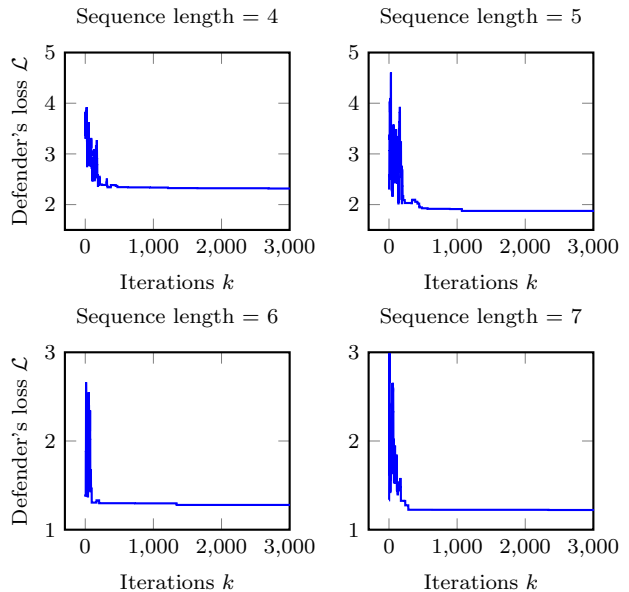 Sequence length = 4
Sequence length = 5
5
4
3
2
Defender's loss ℒ
0 1,000 2,000 3,000
Iterations k
5
4
3
2
0 1,000 2,000 3,000
Iterations k
Sequence length = 6
Sequence length = 7
3
2
1
Defender's loss ℒ
0 1,000 2,000 3,000
Iterations k
3
2
1
0 1,000 2,000 3,000
Iterations k